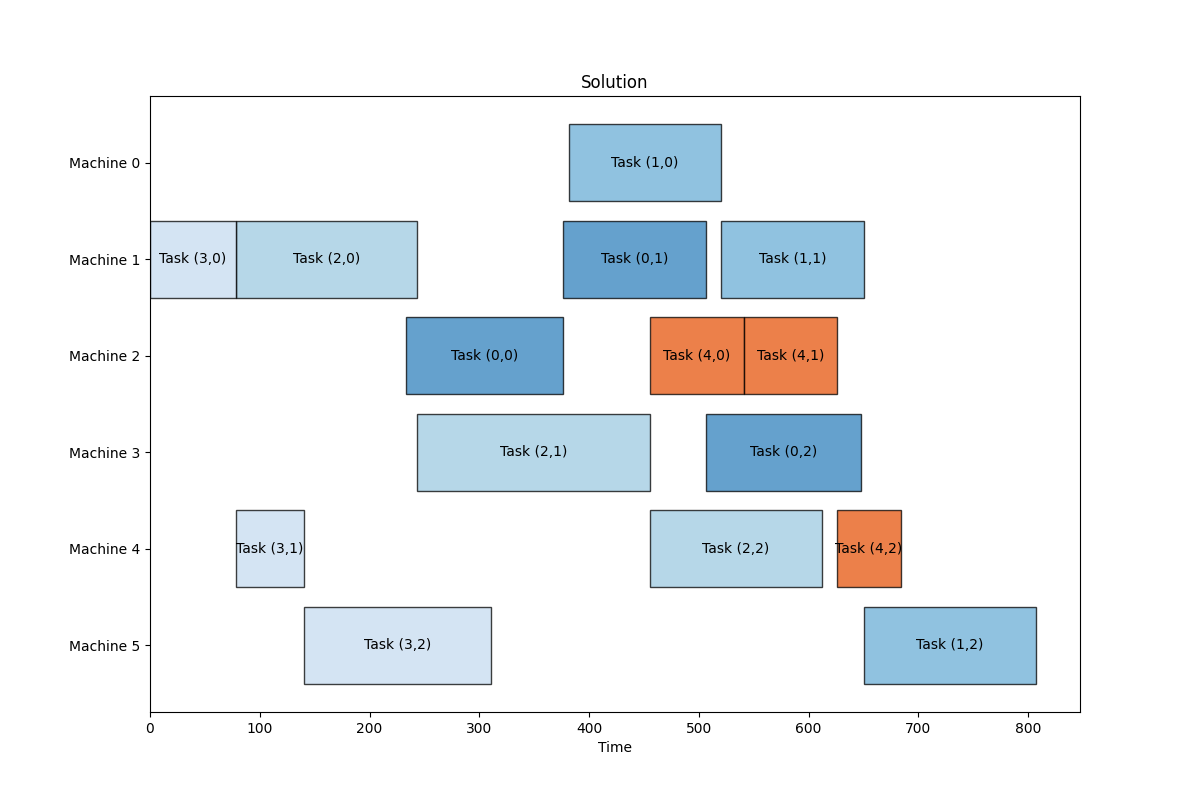 Solution
Machine 0
Task (1,0)
Machine 1
Task (3,0)
Task (2,0)
Task (0,1)
Task (1,1)
Machine 2
Task (0,0)
Task (4,0)
Task (4,1)
Machine 3
Task (2,1)
Task (0,2)
Machine 4
Task (3,1)
Task (2,2)
Task (4,2)
Machine 5
Task (3,2)
Task (1,2)
0 100 200 300 400 500 600 700 800
Time